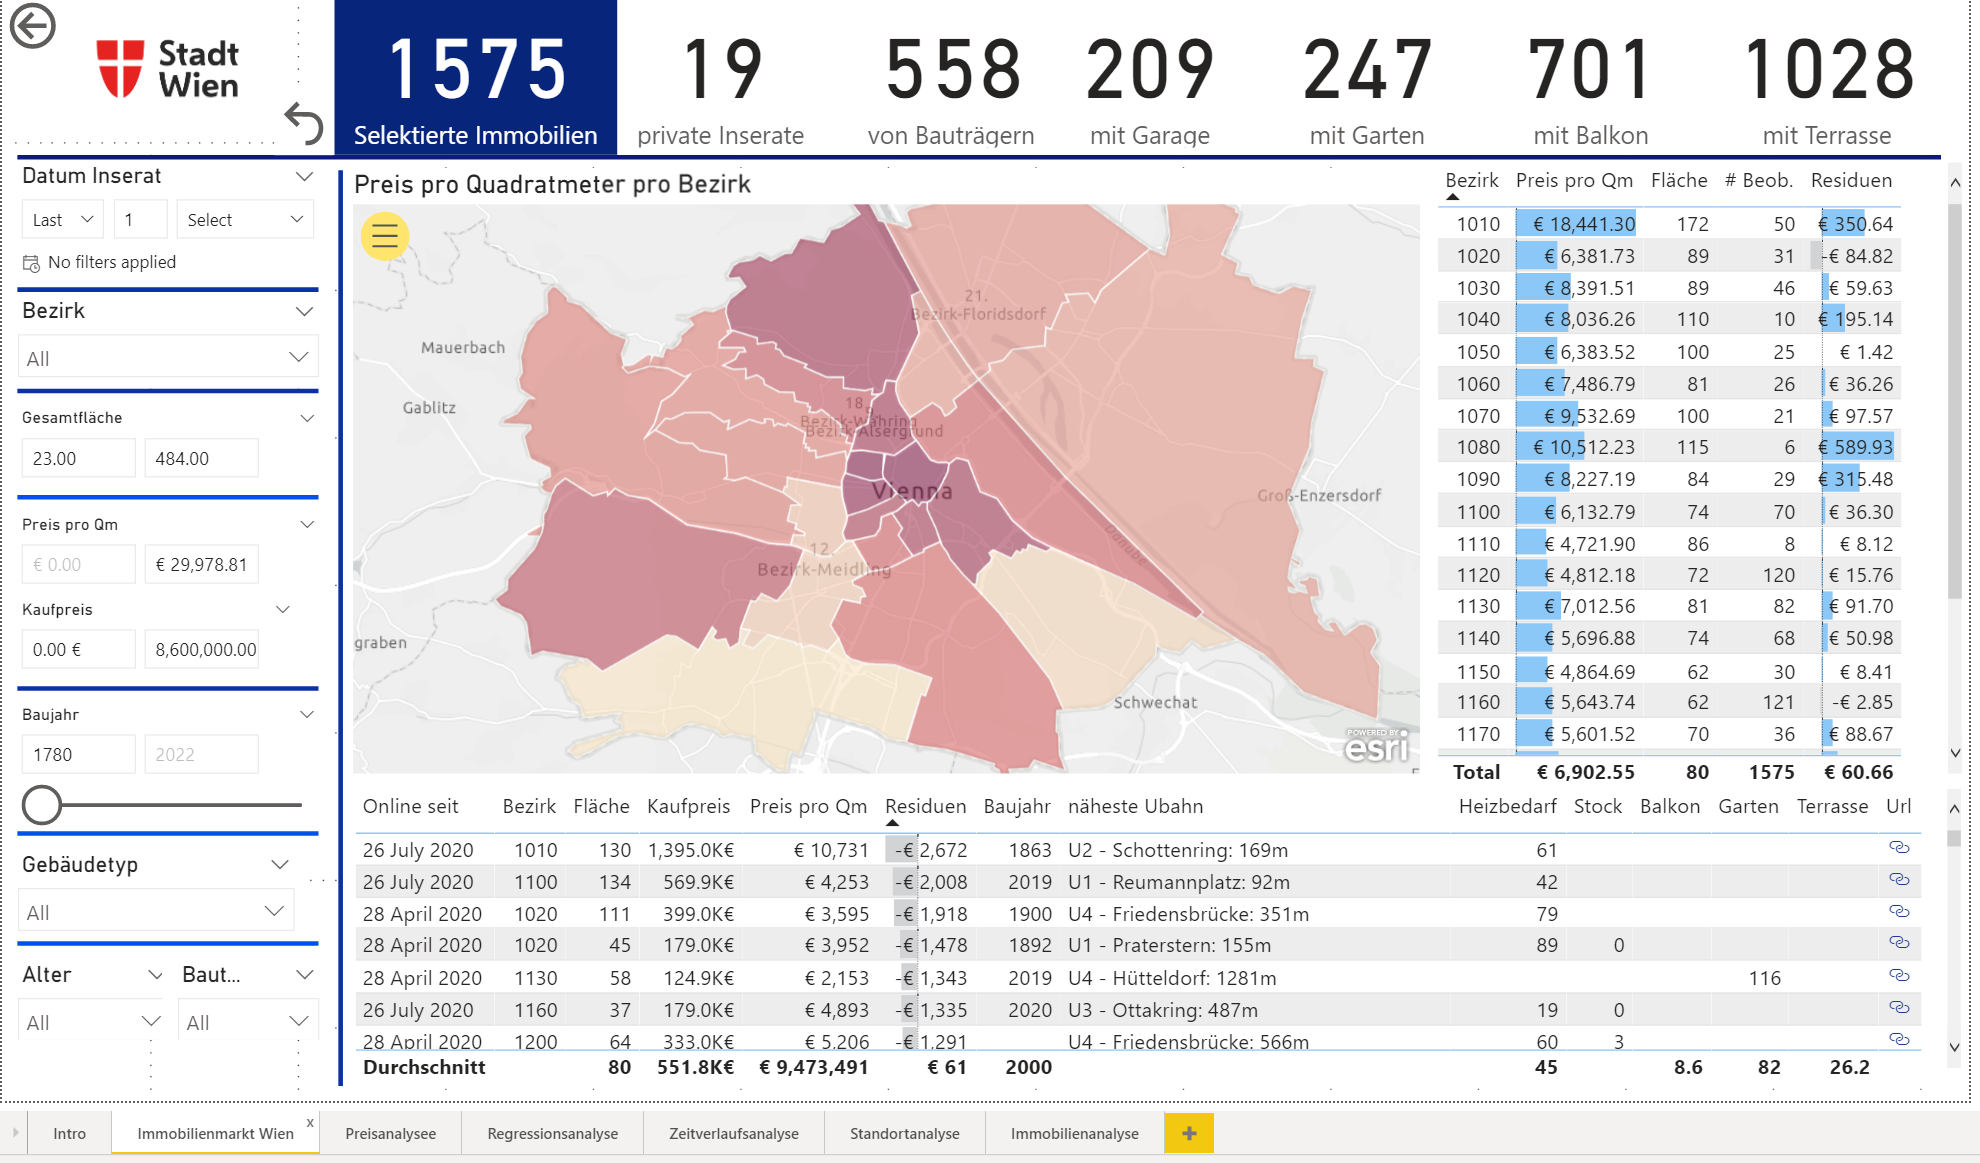 Stadt
Wien
1575
Selektierte Immobilien
19
private Inserate
558
von Bauträgern
209
mit Garage
247
mit Garten
701
mit Balkon
1028
mit Terrasse
Datum Inserat
Last 1 Select
No filters applied
Bezirk
All
Gesamtfläche
23.00 484.00
Preis pro Qm
€ 0.00 € 29,978.81
Kaufpreis
0.00 € 8,600,000.00
Baujahr
1780 2022
Gebäudetyp
All
Alter Baut...
All All
Preis pro Quadratmeter pro Bezirk
21.
Bezirk-Floridsdorf
Mauerbach
Gablitz
18.
Bezirk-Währing
9.
Bezirk-Alsergrund
Vienna
Groß-Enzersdorf
Danube
12.
Bezirk-Meidling
graben
Schwechat
POWERED BY
esri
Bezirk Preis pro Qm Fläche # Beob. Residuen
1010 € 18,441.30 172 50 € 350.64
1020 € 6,381.73 89 31 -€ 84.82
1030 € 8,391.51 89 46 € 59.63
1040 € 8,036.26 110 10 € 195.14
1050 € 6,383.52 100 25 € 1.42
1060 € 7,486.79 81 26 € 36.26
1070 € 9,532.69 100 21 € 97.57
1080 € 10,512.23 115 6 € 589.93
1090 € 8,227.19 84 29 € 315.48
1100 € 6,132.79 74 70 € 36.30
1110 € 4,721.90 86 8 € 8.12
1120 € 4,812.18 72 120 € 15.76
1130 € 7,012.56 81 82 € 91.70
1140 € 5,696.88 74 68 € 50.98
1150 € 4,864.69 62 30 € 8.41
1160 € 5,643.74 62 121 -€ 2.85
1170 € 5,601.52 70 36 € 88.67
Total € 6,902.55 80 1575 € 60.66
Online seit Bezirk Fläche Kaufpreis Preis pro Qm Residuen Baujahr näheste Ubahn Heizbedarf Stock Balkon Garten Terrasse Url
26 July 2020 1010 130 1,395.0K€ € 10,731 -€ 2,672 1863 U2 - Schottenring: 169m 61
26 July 2020 1100 134 569.9K€ € 4,253 -€ 2,008 2019 U1 - Reumannplatz: 92m 42
28 April 2020 1020 111 399.0K€ € 3,595 -€ 1,918 1900 U4 - Friedensbrücke: 351m 79
28 April 2020 1020 45 179.0K€ € 3,952 -€ 1,478 1892 U1 - Praterstern: 155m 89 0
28 April 2020 1130 58 124.9K€ € 2,153 -€ 1,343 2019 U4 - Hütteldorf: 1281m 116
26 July 2020 1160 37 179.0K€ € 4,893 -€ 1,335 2020 U3 - Ottakring: 487m 19 0
28 April 2020 1200 64 333.0K€ € 5,206 -€ 1,291 U4 - Friedensbrücke: 566m 60 3
Durchschnitt 80 551.8K€ € 9,473,491 € 61 2000 45 8.6 82 26.2
Intro Immobilienmarkt Wien x Preisanalysee Regressionsanalyse Zeitverlaufsanalyse Standortanalyse Immobilienanalyse +